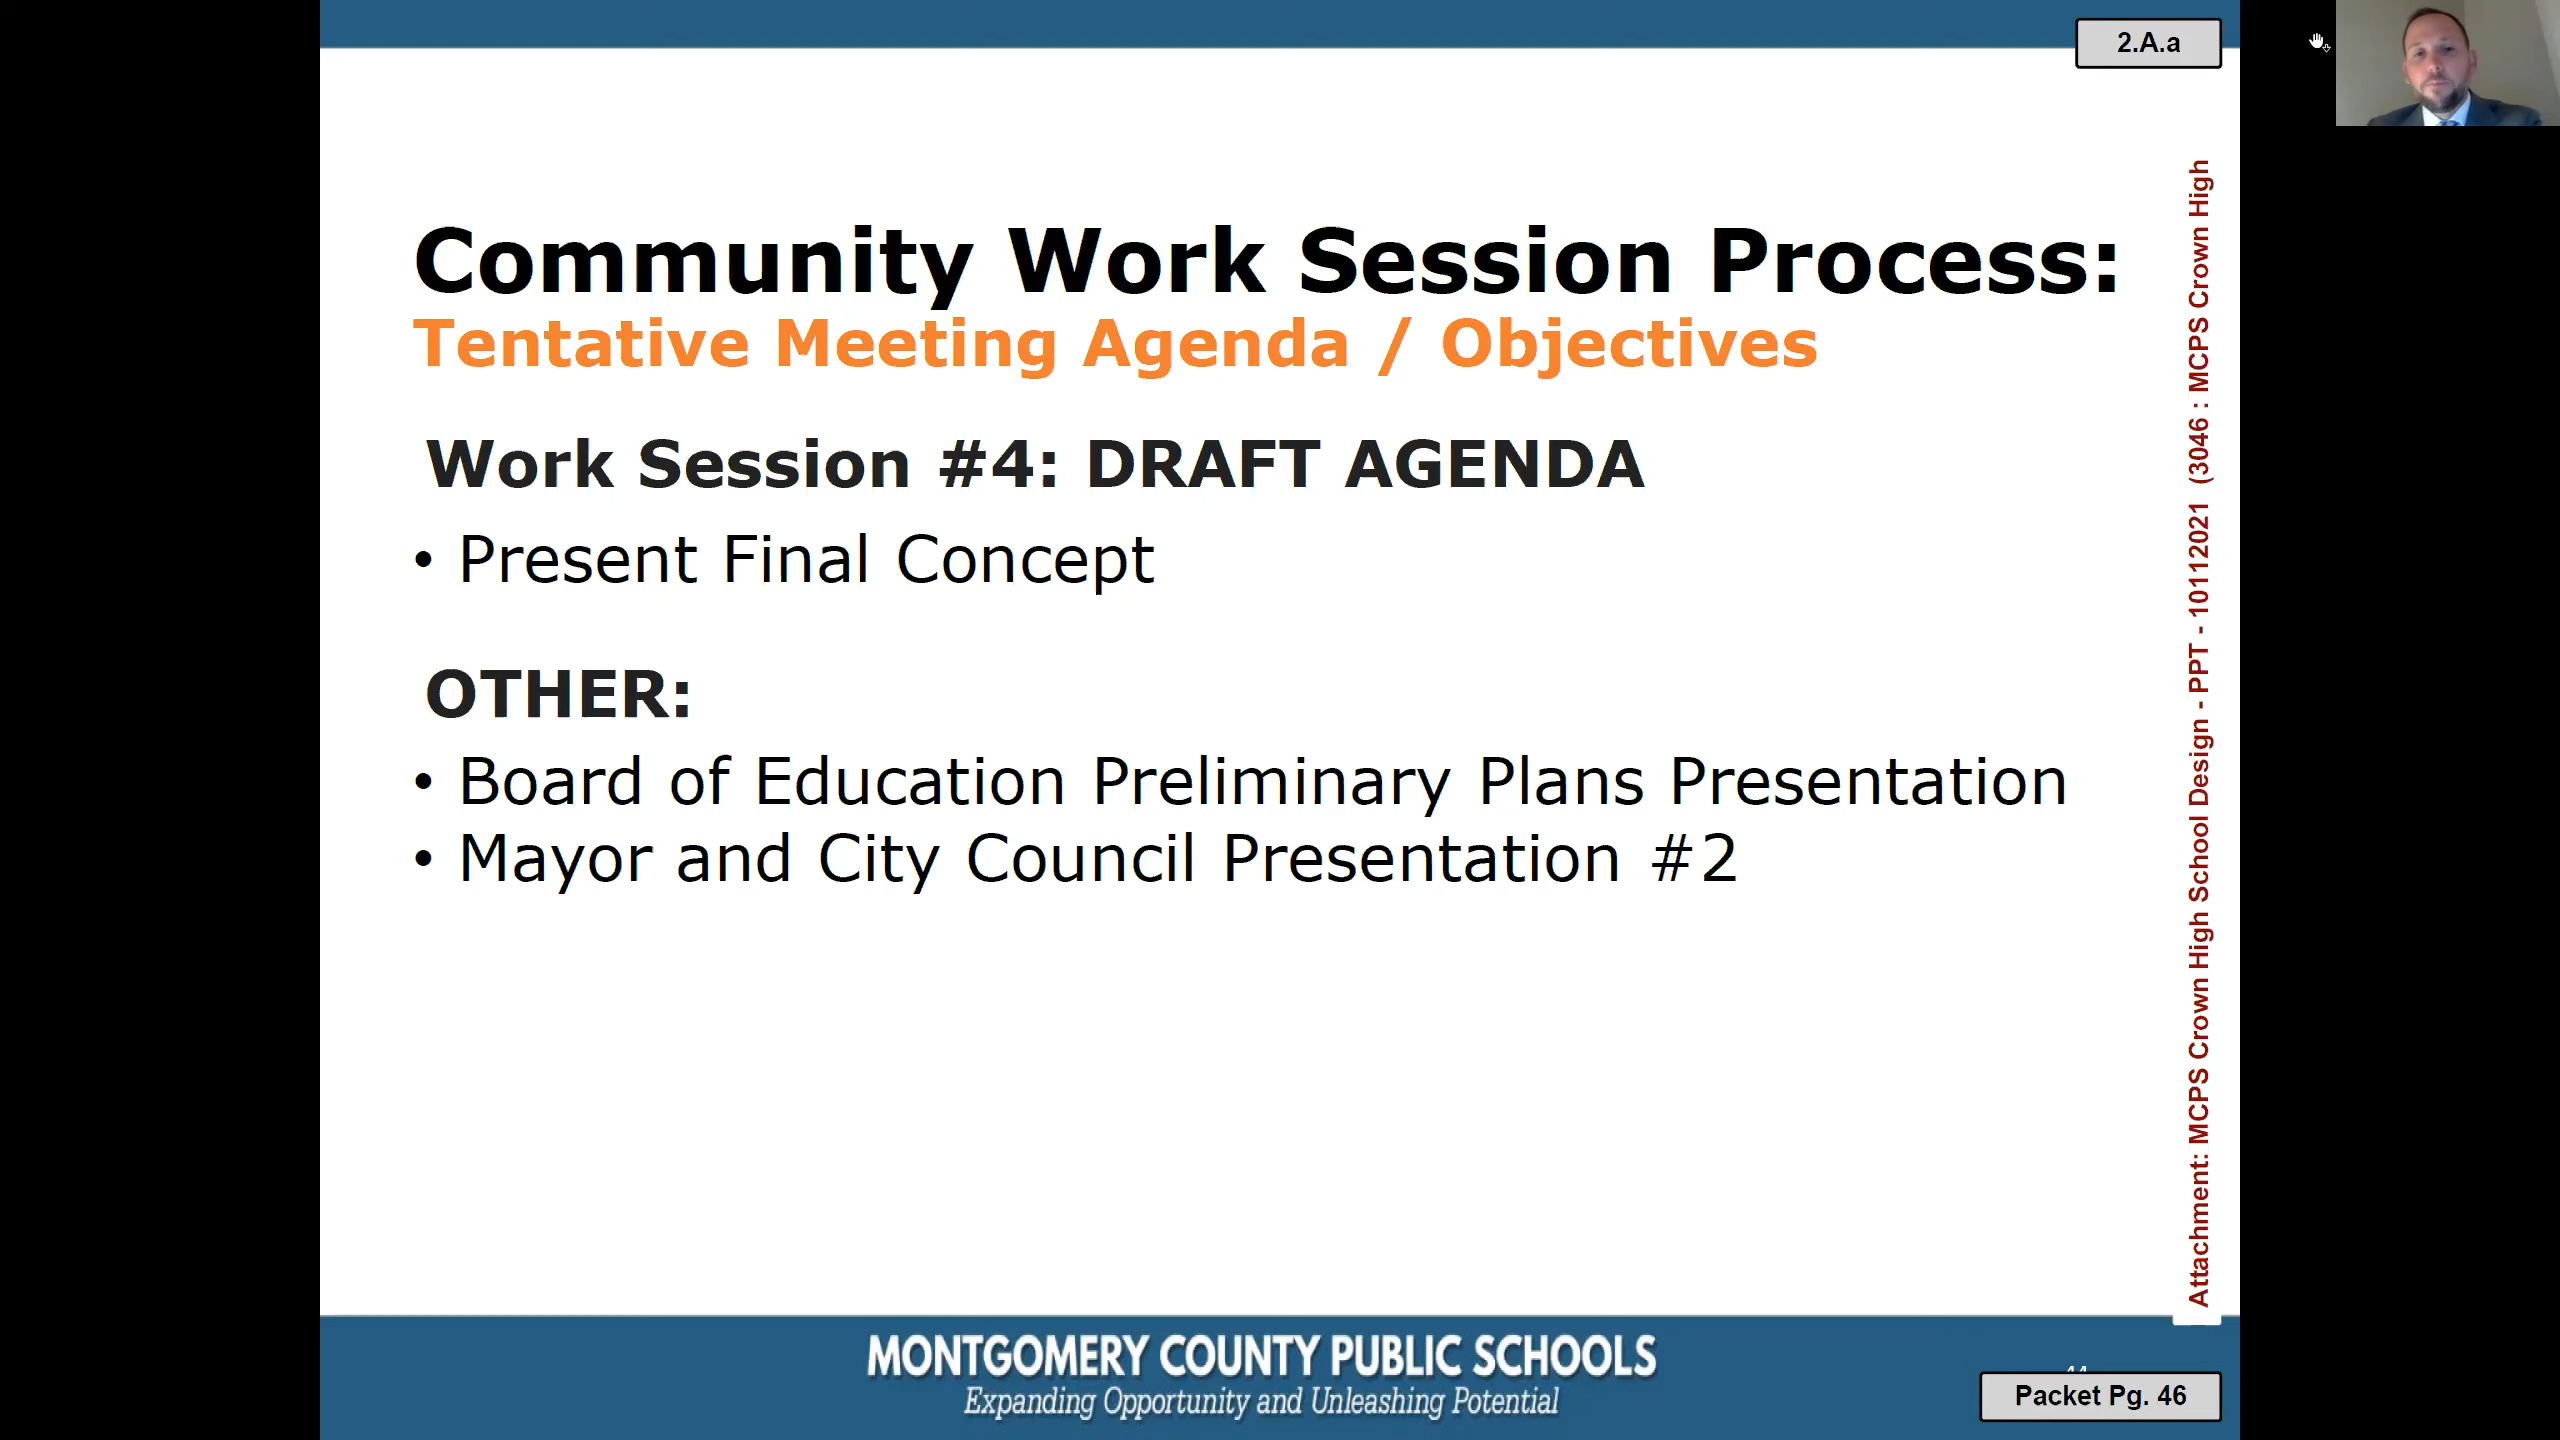 2.A.a
Community Work Session Process:
Tentative Meeting Agenda / Objectives
Work Session #4: DRAFT AGENDA
• Present Final Concept
OTHER:
• Board of Education Preliminary Plans Presentation
• Mayor and City Council Presentation #2
Attachment: MCPS Crown High School Design - PPT - 10112021 (3046 : MCPS Crown High
MONTGOMERY COUNTY PUBLIC SCHOOLS
Expanding Opportunity and Unleashing Potential
Packet Pg. 46